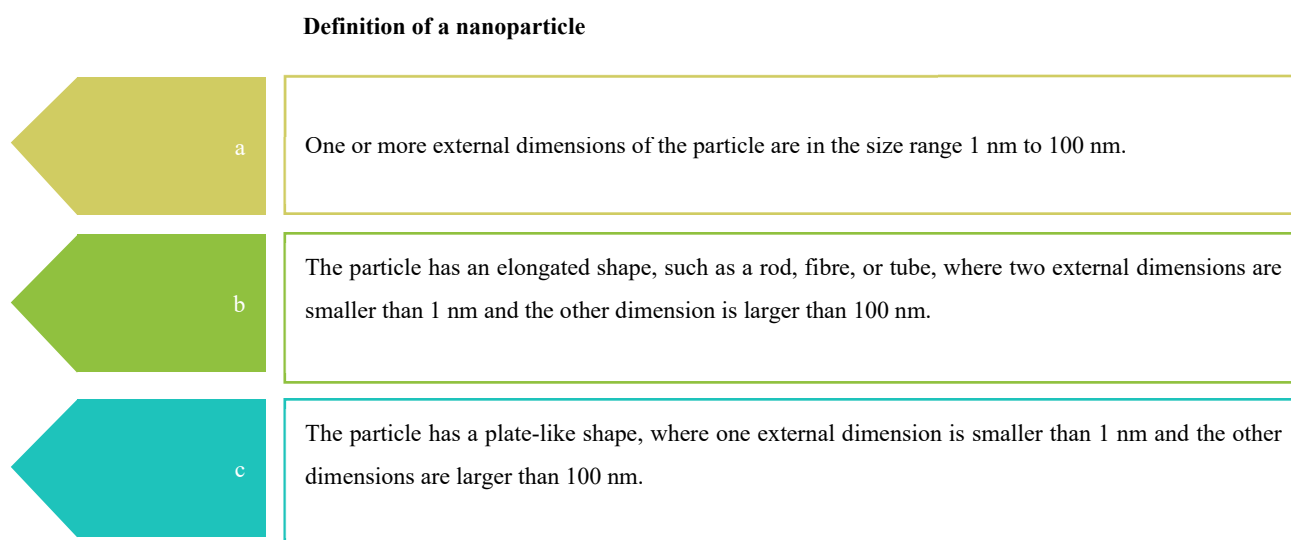 Definition of a nanoparticle
a
One or more external dimensions of the particle are in the size range 1 nm to 100 nm.
b
The particle has an elongated shape, such as a rod, fibre, or tube, where two external dimensions are
smaller than 1 nm and the other dimension is larger than 100 nm.
c
The particle has a plate-like shape, where one external dimension is smaller than 1 nm and the other
dimensions are larger than 100 nm.